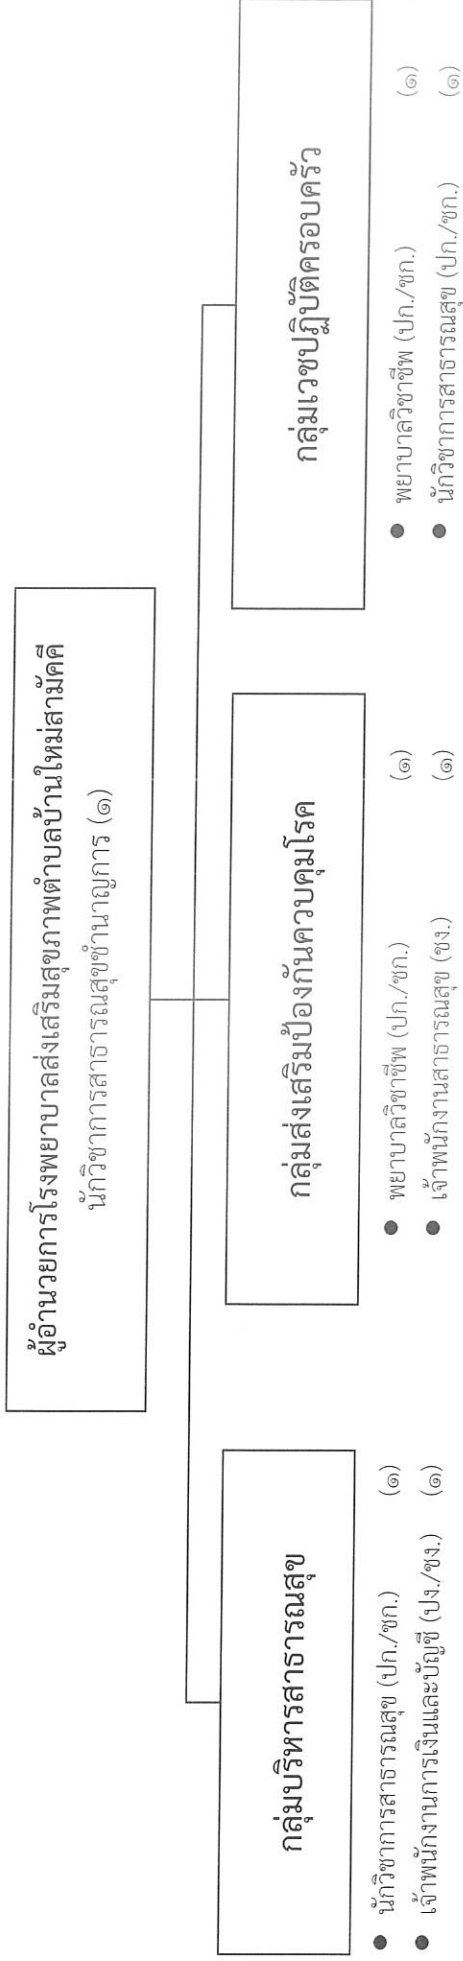 ผู้อำนวยการโรงพยาบาลส่งเสริมสุขภาพตำบลบ้านใหม่สามัคคี
นักวิชาการสาธารณสุขชำนาญการ (๑)
กลุ่มบริหารสาธารณสุข
● นักวิชาการสาธารณสุข (ปก./ชก.) (๑)
● เจ้าพนักงานการเงินและบัญชี (ปง./ชง.) (๑)
กลุ่มส่งเสริมป้องกันควบคุมโรค
● พยาบาลวิชาชีพ (ปก./ชก.) (๑)
● เจ้าพนักงานสาธารณสุข (ชง.) (๑)
กลุ่มเวชปฏิบัติครอบครัว
● พยาบาลวิชาชีพ (ปก./ชก.) (๑)
● นักวิชาการสาธารณสุข (ปก./ชก.) (๑)